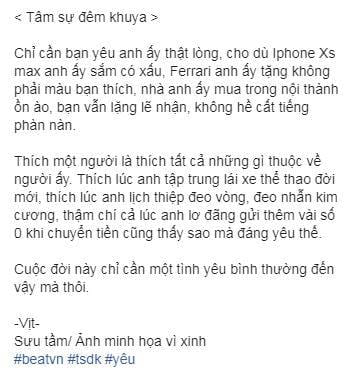 < Tâm sự đêm khuya >
Chỉ cần bạn yêu anh ấy thật lòng, cho dù Iphone Xs
max anh ấy sắm có xấu, Ferrari anh ấy tặng không
phải màu bạn thích, nhà anh ấy mua trong nội thành
ồn ào, bạn vẫn lặng lẽ nhận, không hề cất tiếng
phàn nàn.
Thích một người là thích tất cả những gì thuộc về
người ấy. Thích lúc anh tập trung lái xe thể thao đời
mới, thích lúc anh lịch thiệp đeo vòng, đeo nhẫn kim
cương, thậm chí cả lúc anh lơ đãng gửi thêm vài số
0 khi chuyển tiền cũng thấy sao mà đáng yêu thế.
Cuộc đời này chỉ cần một tình yêu bình thường đến
vậy mà thôi.
-Vịt-
Sưu tầm/ Ảnh minh họa vì xinh
#beatvn #tsdk #yêu